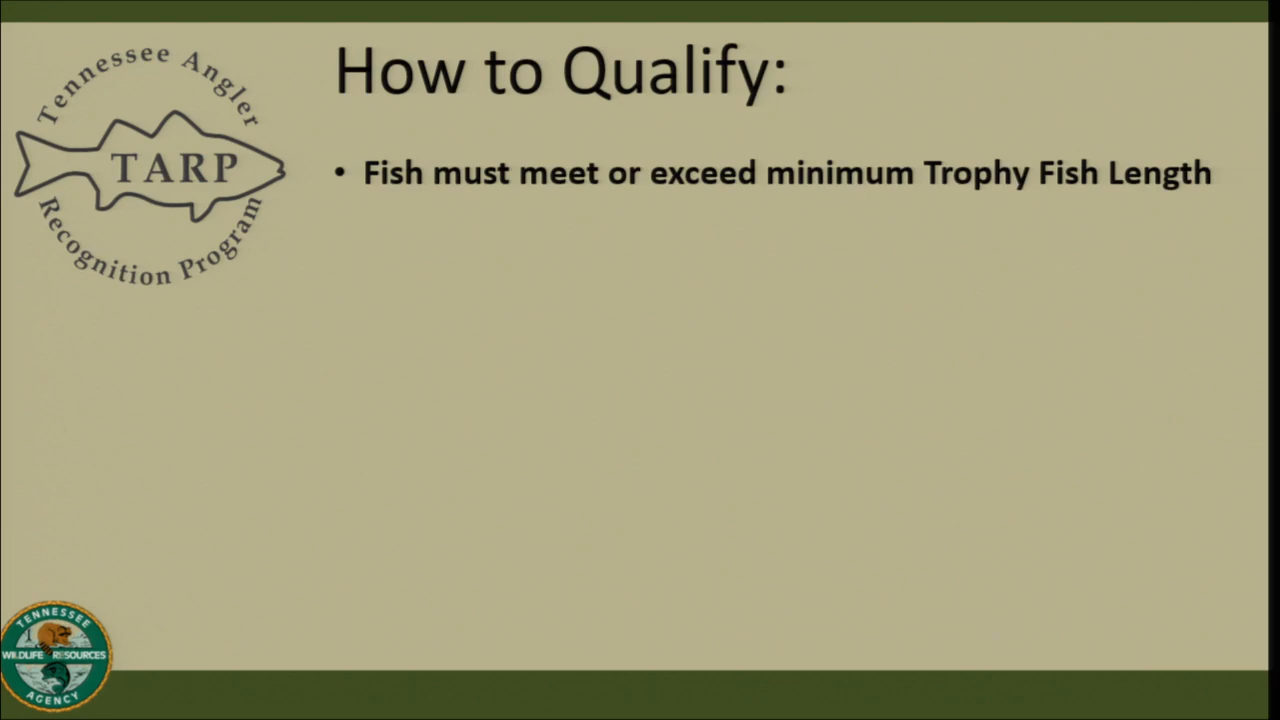 Tennessee Angler
TARP
Recognition Program
How to Qualify:
• Fish must meet or exceed minimum Trophy Fish Length
TENNESSEE
WILDLIFE RESOURCES
AGENCY